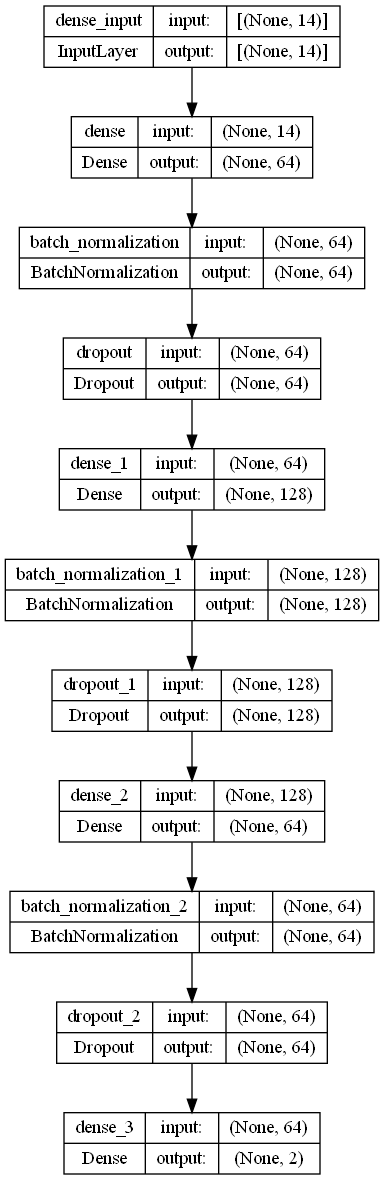 dense_input input: [(None, 14)]
InputLayer output: [(None, 14)]
dense input: (None, 14)
Dense output: (None, 64)
batch_normalization input: (None, 64)
BatchNormalization output: (None, 64)
dropout input: (None, 64)
Dropout output: (None, 64)
dense_1 input: (None, 64)
Dense output: (None, 128)
batch_normalization_1 input: (None, 128)
BatchNormalization output: (None, 128)
dropout_1 input: (None, 128)
Dropout output: (None, 128)
dense_2 input: (None, 128)
Dense output: (None, 64)
batch_normalization_2 input: (None, 64)
BatchNormalization output: (None, 64)
dropout_2 input: (None, 64)
Dropout output: (None, 64)
dense_3 input: (None, 64)
Dense output: (None, 2)